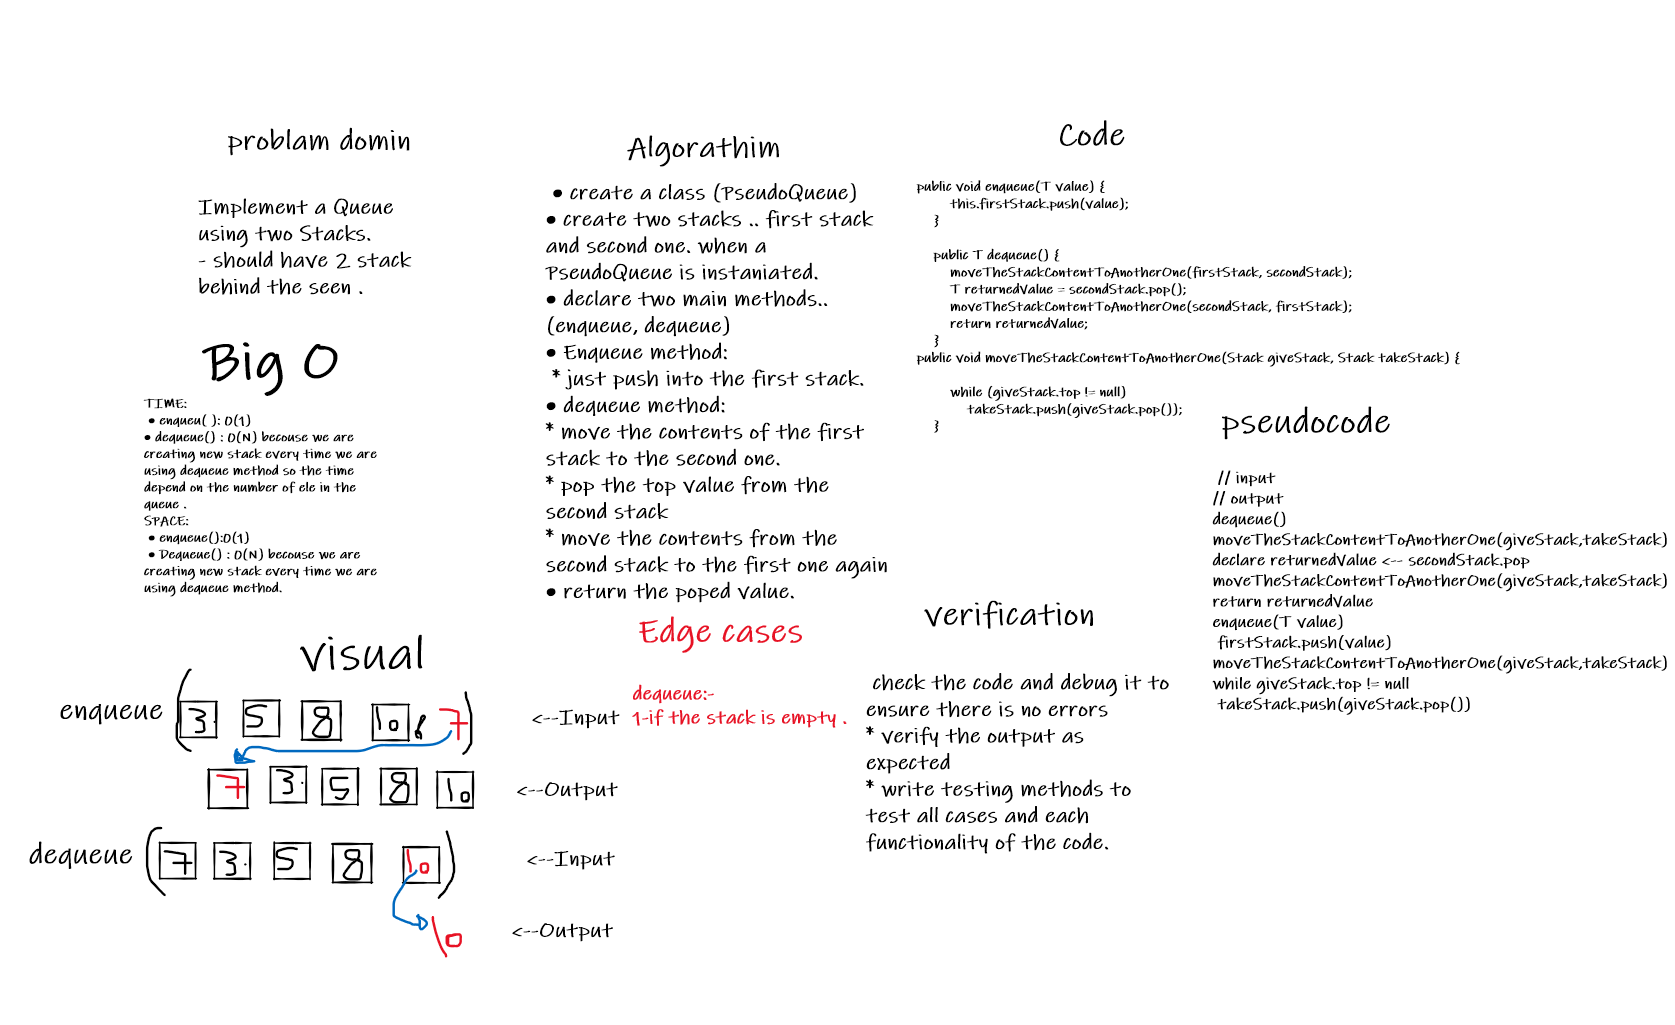 problam domin
Implement a Queue
using two Stacks.
- should have 2 stack
behind the seen .
Big O
TIME:
• enqueu( ): O(1)
• dequeue() : O(N) becouse we are
creating new stack every time we are
using dequeue method so the time
depend on the number of ele in the
queue .
SPACE:
• enqueue():O(1)
• Dequeue() : O(N) becouse we are
creating new stack every time we are
using dequeue method.
Algorathim
• create a class (PseudoQueue)
• create two stacks .. first stack
and second one. when a
PseudoQueue is instaniated.
• declare two main methods..
(enqueue, dequeue)
• Enqueue method:
* just push into the first stack.
• dequeue method:
* move the contents of the first
stack to the second one.
* pop the top value from the
second stack
* move the contents from the
second stack to the first one again
• return the poped value.
Code
public void enqueue(T value) {
this.firstStack.push(value);
}
public T dequeue() {
moveTheStackContentToAnotherOne(firstStack, secondStack);
T returnedValue = secondStack.pop();
moveTheStackContentToAnotherOne(secondStack, firstStack);
return returnedValue;
}
public void moveTheStackContentToAnotherOne(Stack giveStack, Stack takeStack) {
while (giveStack.top != null)
takeStack.push(giveStack.pop());
}
pseudocode
// input
// output
dequeue()
moveTheStackContentToAnotherOne(giveStack,takeStack)
declare returnedValue <-- secondStack.pop
moveTheStackContentToAnotherOne(giveStack,takeStack)
return returnedValue
enqueue(T value)
firstStack.push(value)
moveTheStackContentToAnotherOne(giveStack,takeStack)
while giveStack.top != null
takeStack.push(giveStack.pop())
visual
enqueue ( 3 5 8 10, 7 ) <--Input
7 3 5 8 10 <--Output
dequeue ( 7 3 5 8 10 ) <--Input
10 <--Output
Edge cases
dequeue:-
1-if the stack is empty .
verification
check the code and debug it to
ensure there is no errors
* verify the output as
expected
* write testing methods to
test all cases and each
functionality of the code.